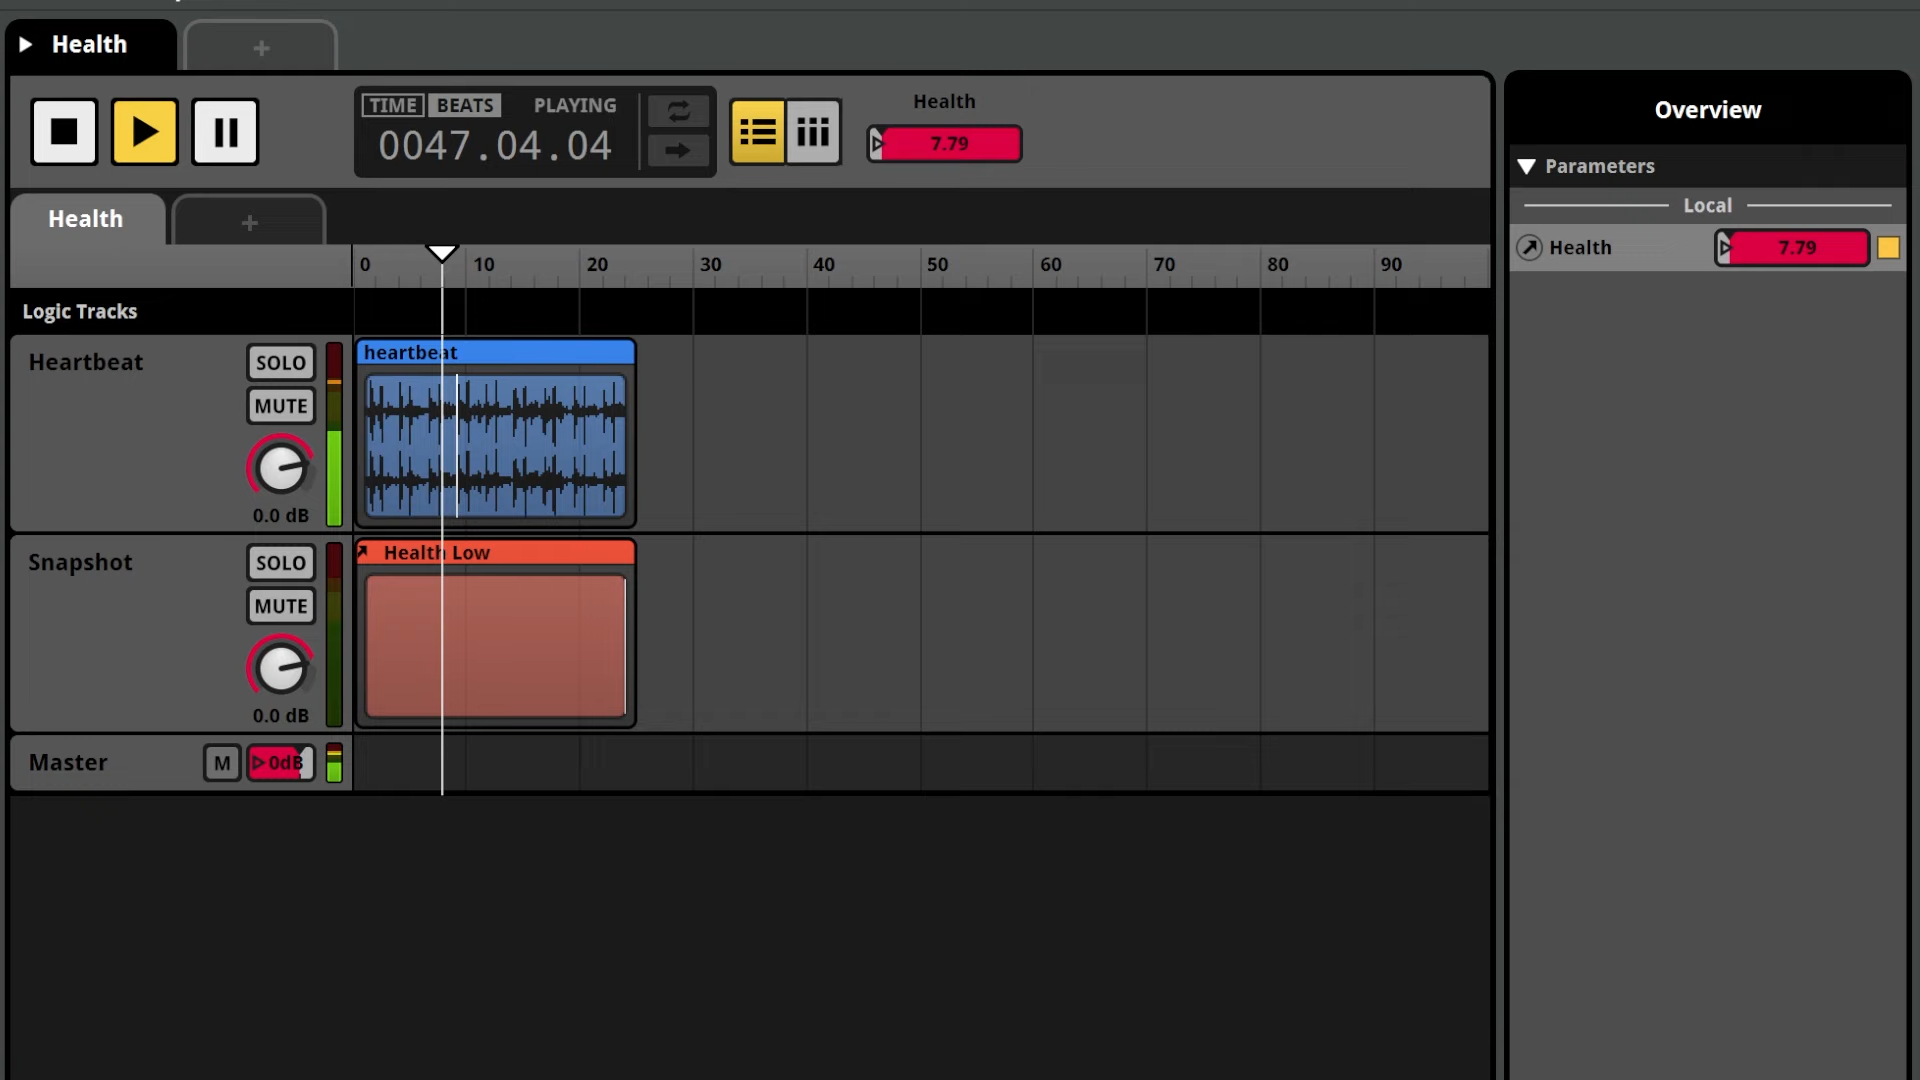 Health
+
TIME BEATS PLAYING
0047.04.04
Health
7.79
Health
+
0 10 20 30 40 50 60 70 80 90
Logic Tracks
Heartbeat
SOLO
MUTE
0.0 dB
heartbeat
Snapshot
SOLO
MUTE
0.0 dB
Health Low
Master
M
0dB
Overview
Parameters
Local
Health
7.79